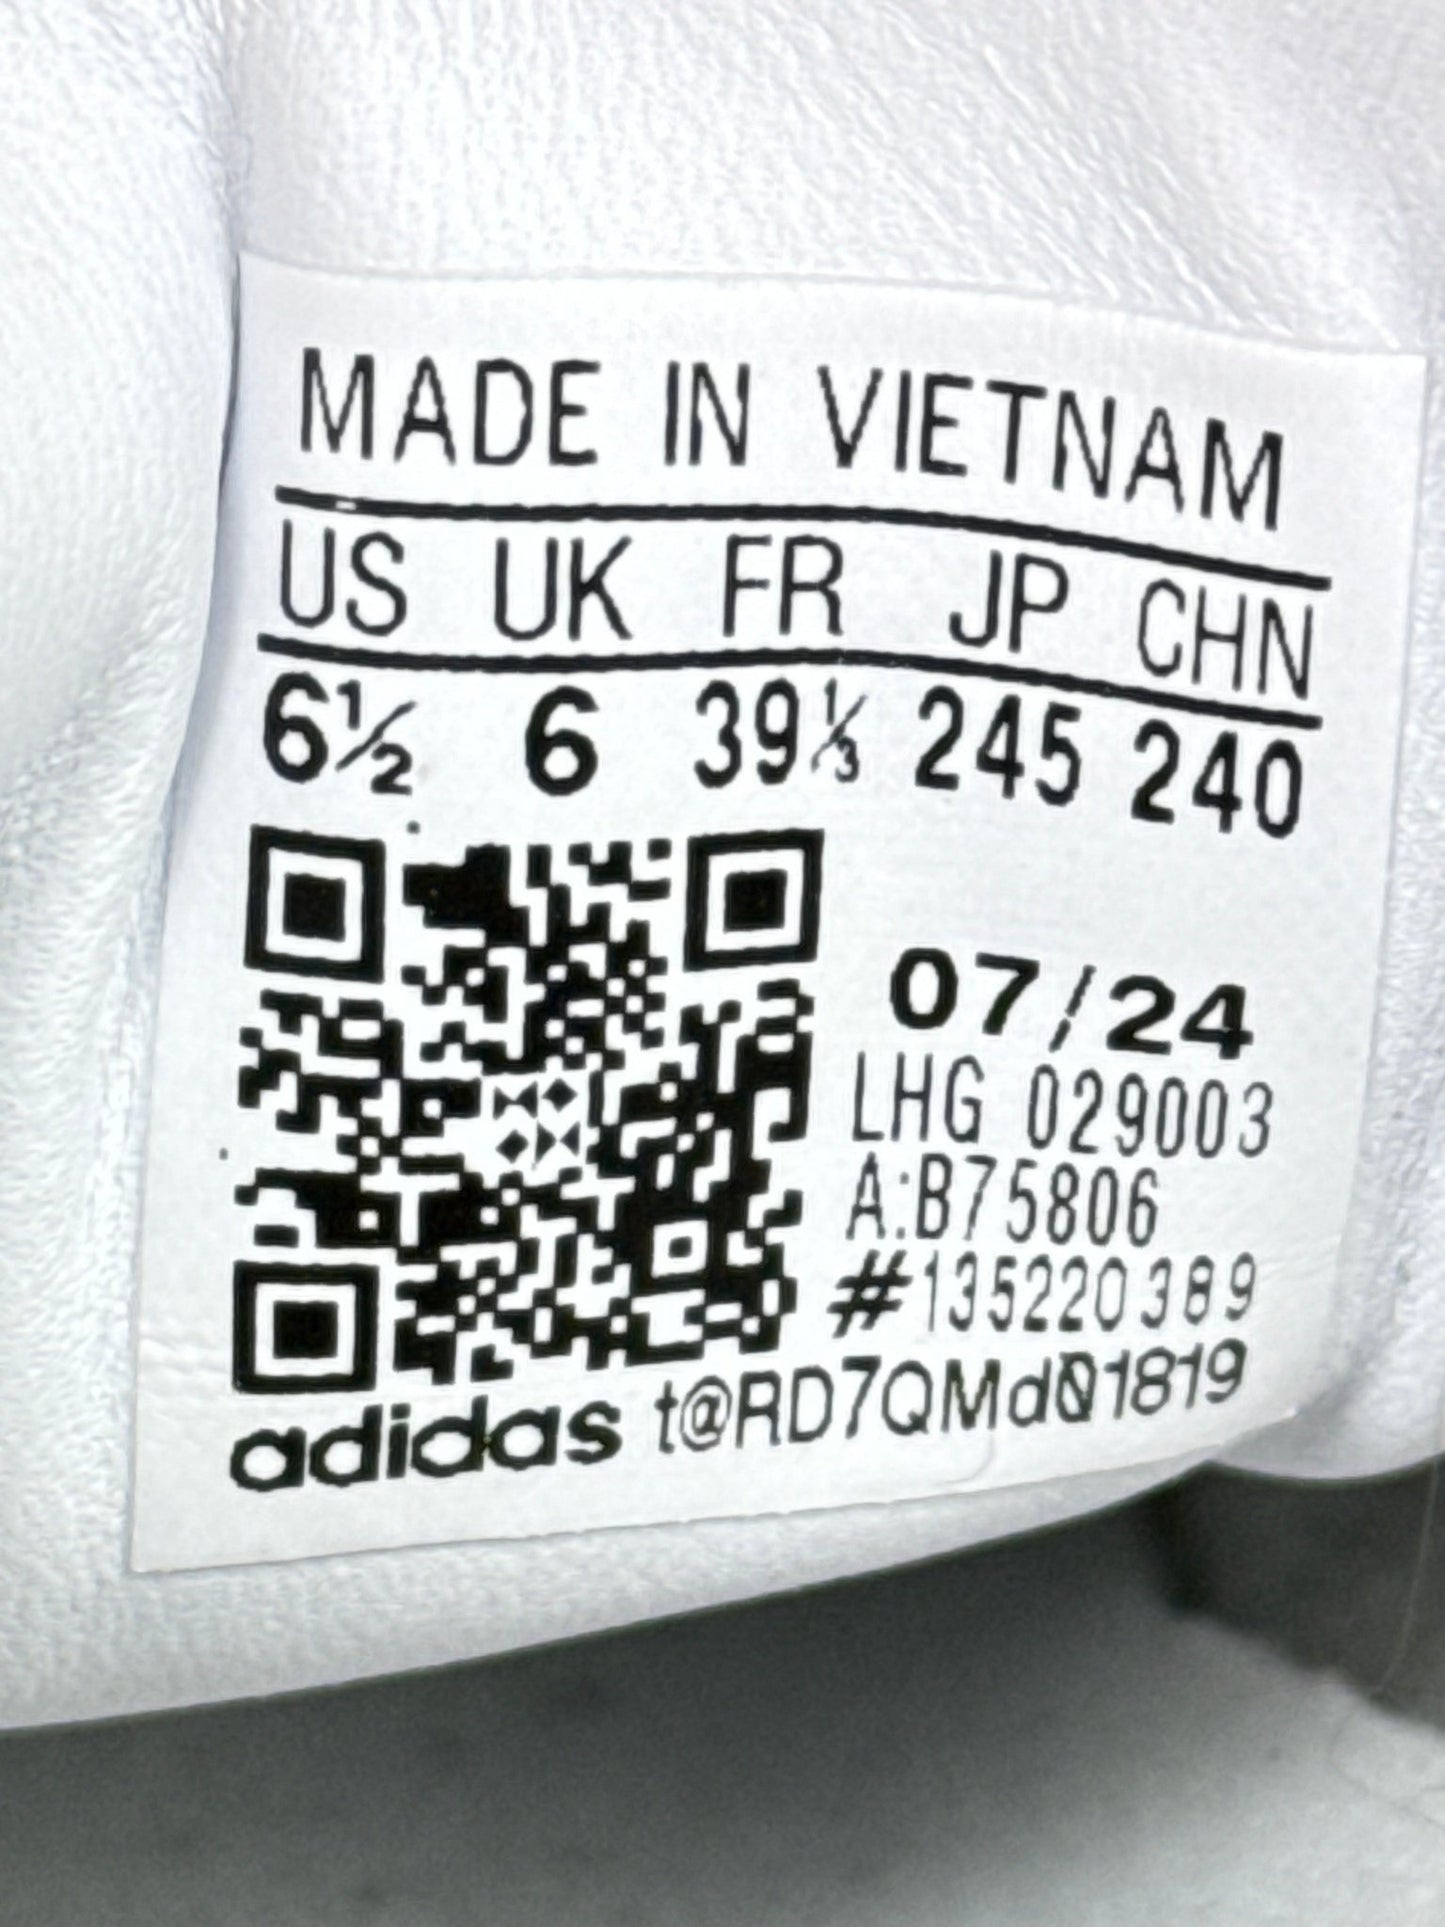 MADE IN VIETNAM
US UK FR JP CHN
6½ 6 39⅓ 245 240
07/24
LHG 029003
A:B75806
#135220389
adidas t@RD7QMd01819